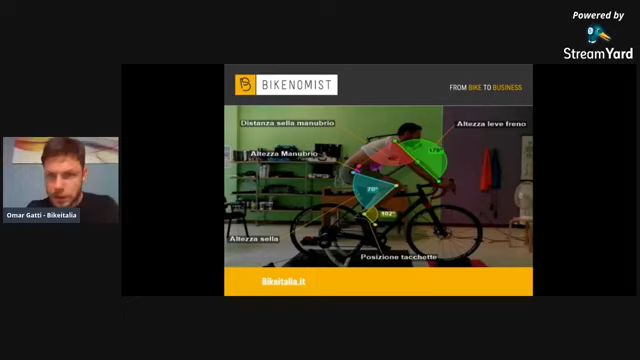 Powered by
StreamYard
BIKENOMIST
FROM BIKE TO BUSINESS
Distanza sella manubrio
Altezza leve freno
Altezza Manubrio
70°
102°
Altezza sella
Posizione tacchette
Omar Gatti - Bikeitalia
Bikeitalia.it